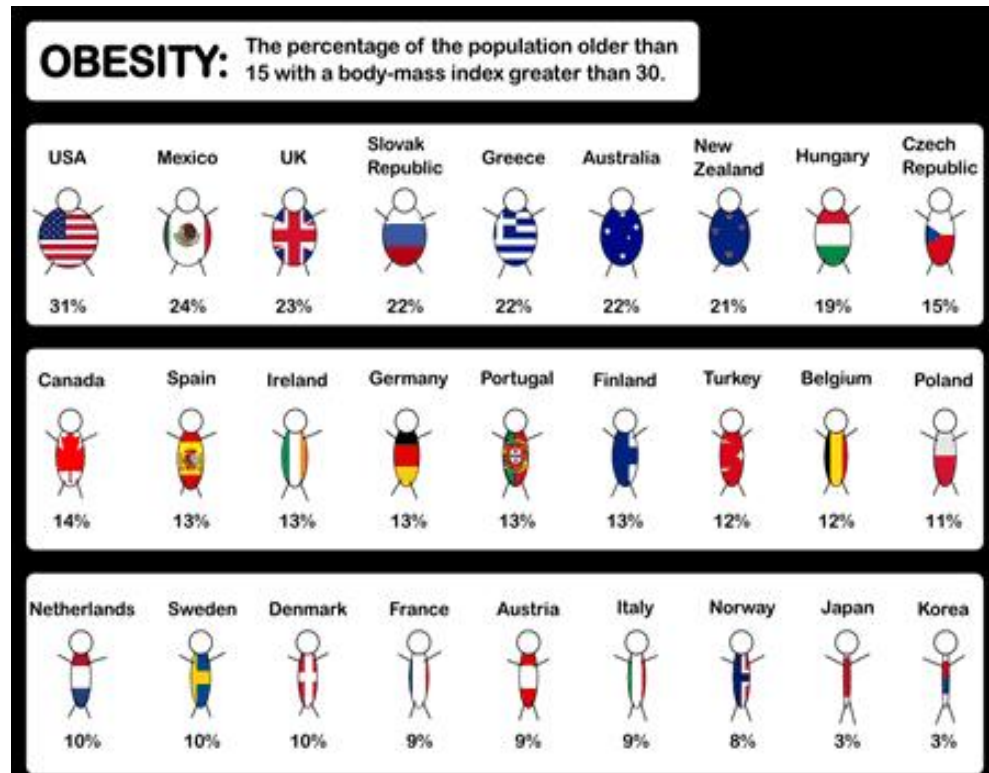 OBESITY: The percentage of the population older than
15 with a body-mass index greater than 30.
USA Mexico UK Slovak Republic Greece Australia New Zealand Hungary Czech Republic
31% 24% 23% 22% 22% 22% 21% 19% 15%
Canada Spain Ireland Germany Portugal Finland Turkey Belgium Poland
14% 13% 13% 13% 13% 13% 12% 12% 11%
Netherlands Sweden Denmark France Austria Italy Norway Japan Korea
10% 10% 10% 9% 9% 9% 8% 3% 3%